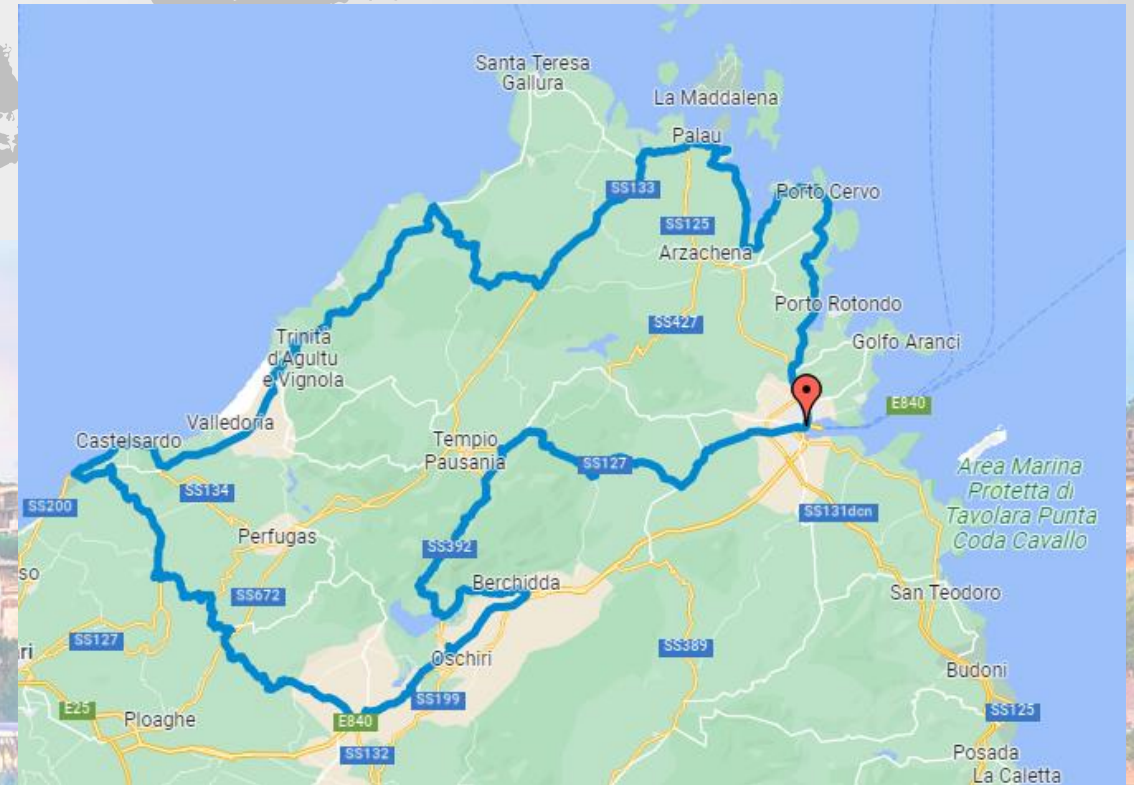 Santa Teresa
Gallura
La Maddalena
Palau
SS133
Porto Cervo
SS125
Arzachena
Porto Rotondo
SS427
Golfo Aranci
Trinità
d'Agultu
e Vignola
E840
Valledoria
Castelsardo
Tempio
Pausania
SS127
Area Marina
Protetta di
Tavolara Punta
Coda Cavallo
SS134
SS200
SS131dcn
Perfugas
SS392
so
Berchidda
San Teodoro
SS672
SS127
SS389
ri
Oschiri
Budoni
SS199
E25
Ploaghe
E840
SS125
SS132
Posada
La Caletta